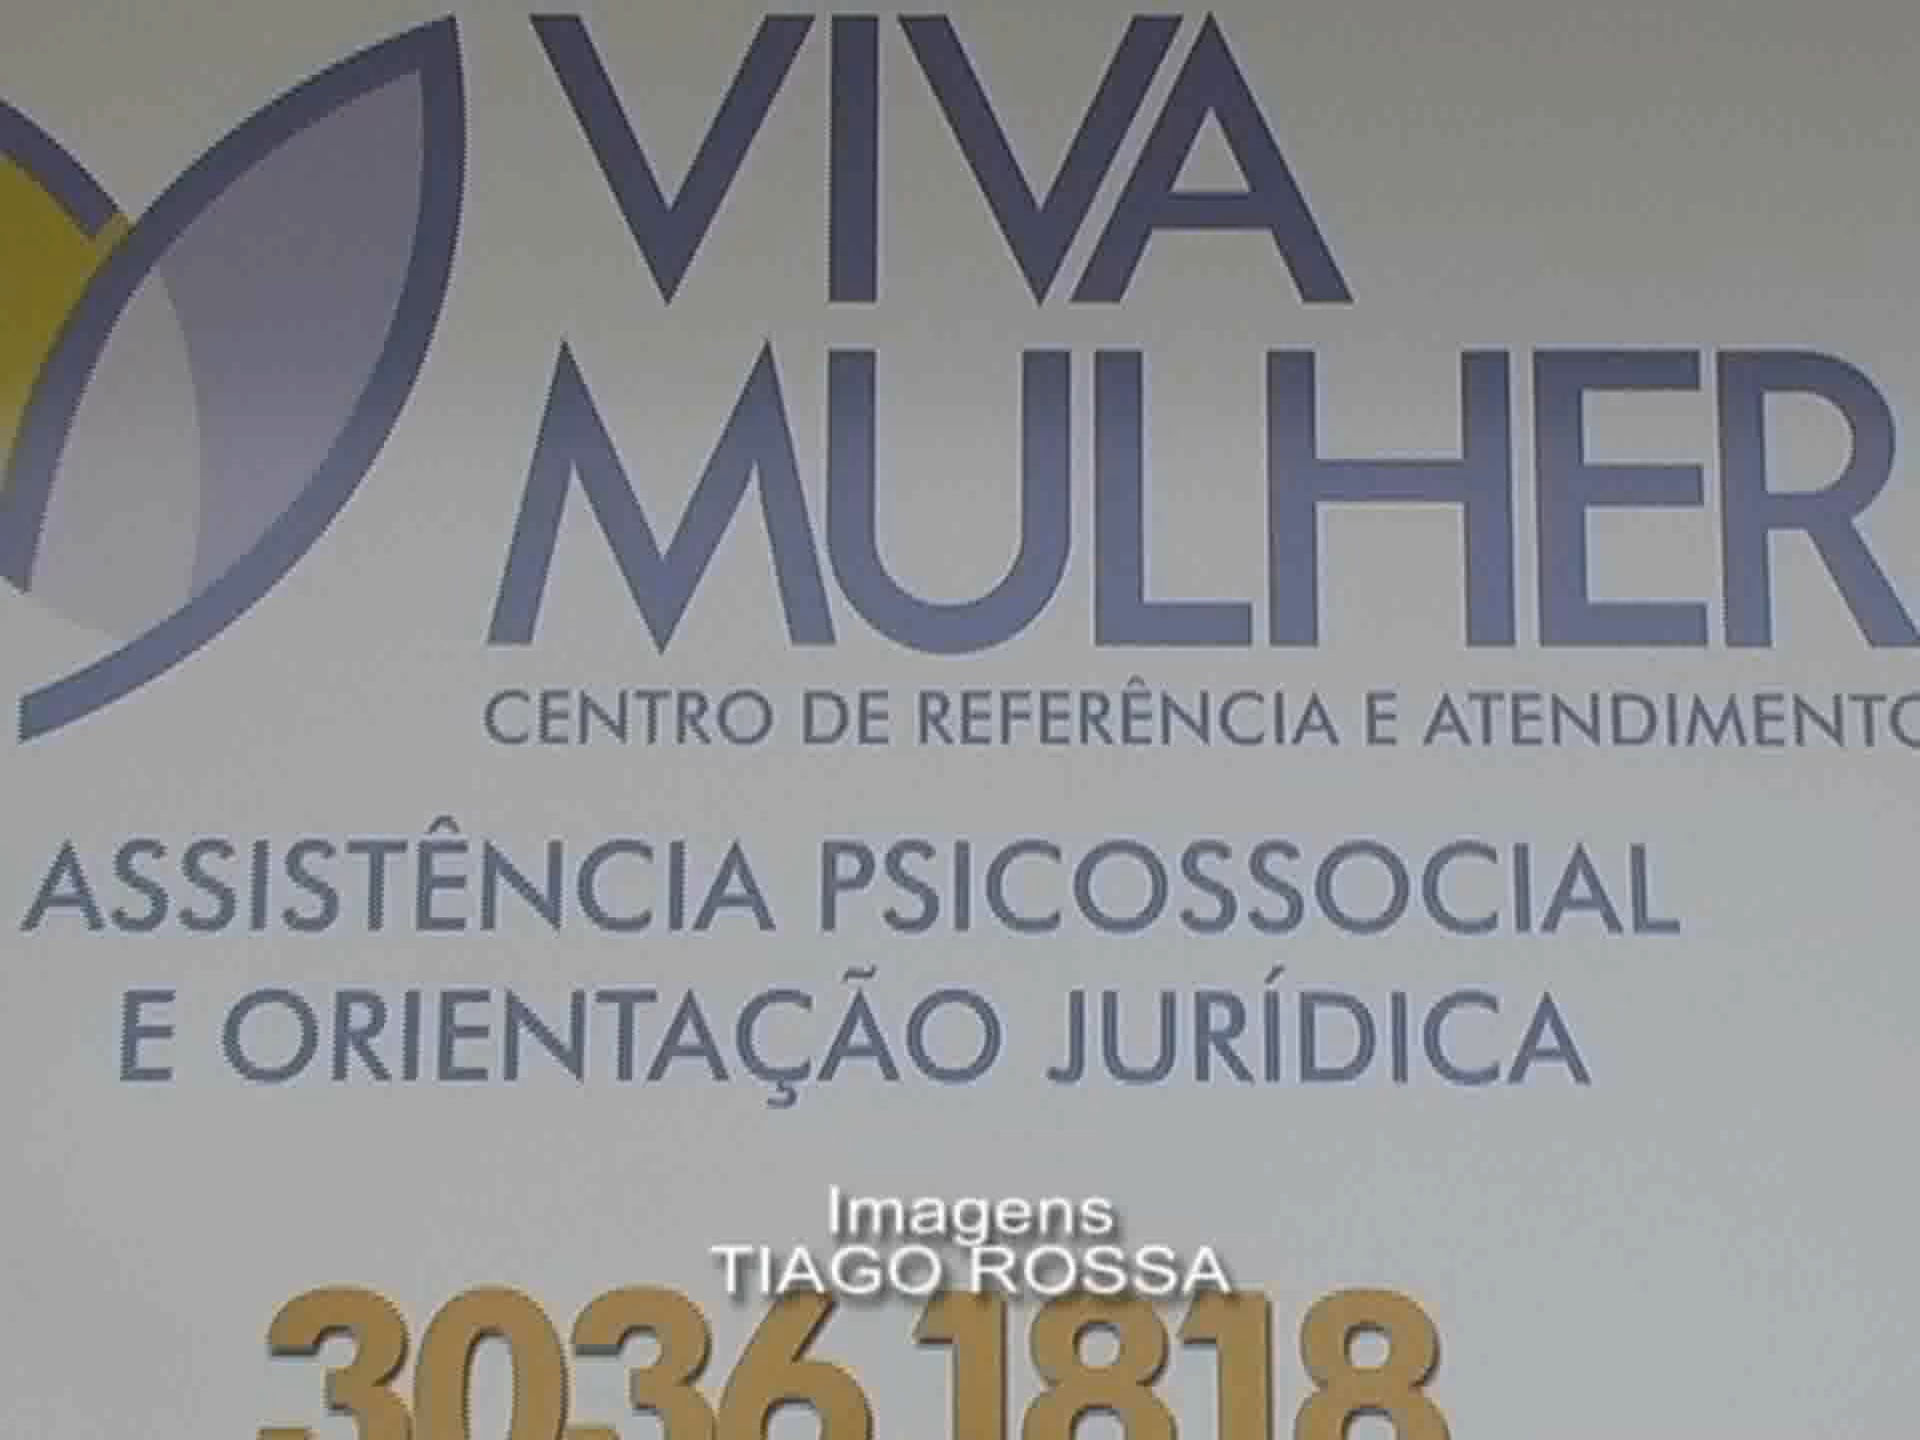 VIVA
MULHER
CENTRO DE REFERÊNCIA E ATENDIMENTO
ASSISTÊNCIA PSICOSSOCIAL
E ORIENTAÇÃO JURÍDICA
Imagens
TIAGO ROSSA
3036 1818